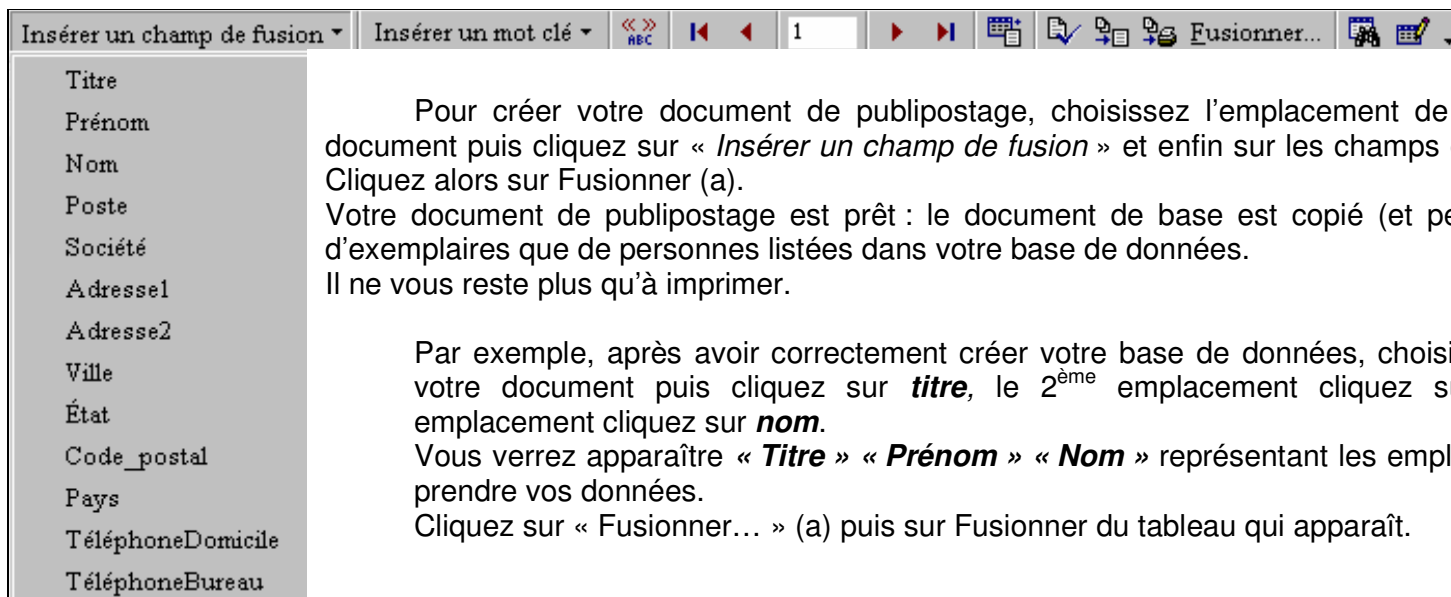 Insérer un champ de fusion Insérer un mot clé «» ABC 1 Fusionner...
Titre
Prénom
Nom
Poste
Société
Adresse1
Adresse2
Ville
État
Code_postal
Pays
TéléphoneDomicile
TéléphoneBureau
Pour créer votre document de publipostage, choisissez l’emplacement de
document puis cliquez sur « Insérer un champ de fusion » et enfin sur les champs
Cliquez alors sur Fusionner (a).
Votre document de publipostage est prêt : le document de base est copié (et
d’exemplaires que de personnes listées dans votre base de données.
Il ne vous reste plus qu’à imprimer.
Par exemple, après avoir correctement créer votre base de données,
votre document puis cliquez sur titre, le 2ème emplacement cliquez
emplacement cliquez sur nom.
Vous verrez apparaître « Titre » « Prénom » « Nom » représentant les
prendre vos données.
Cliquez sur « Fusionner… » (a) puis sur Fusionner du tableau qui apparaît.